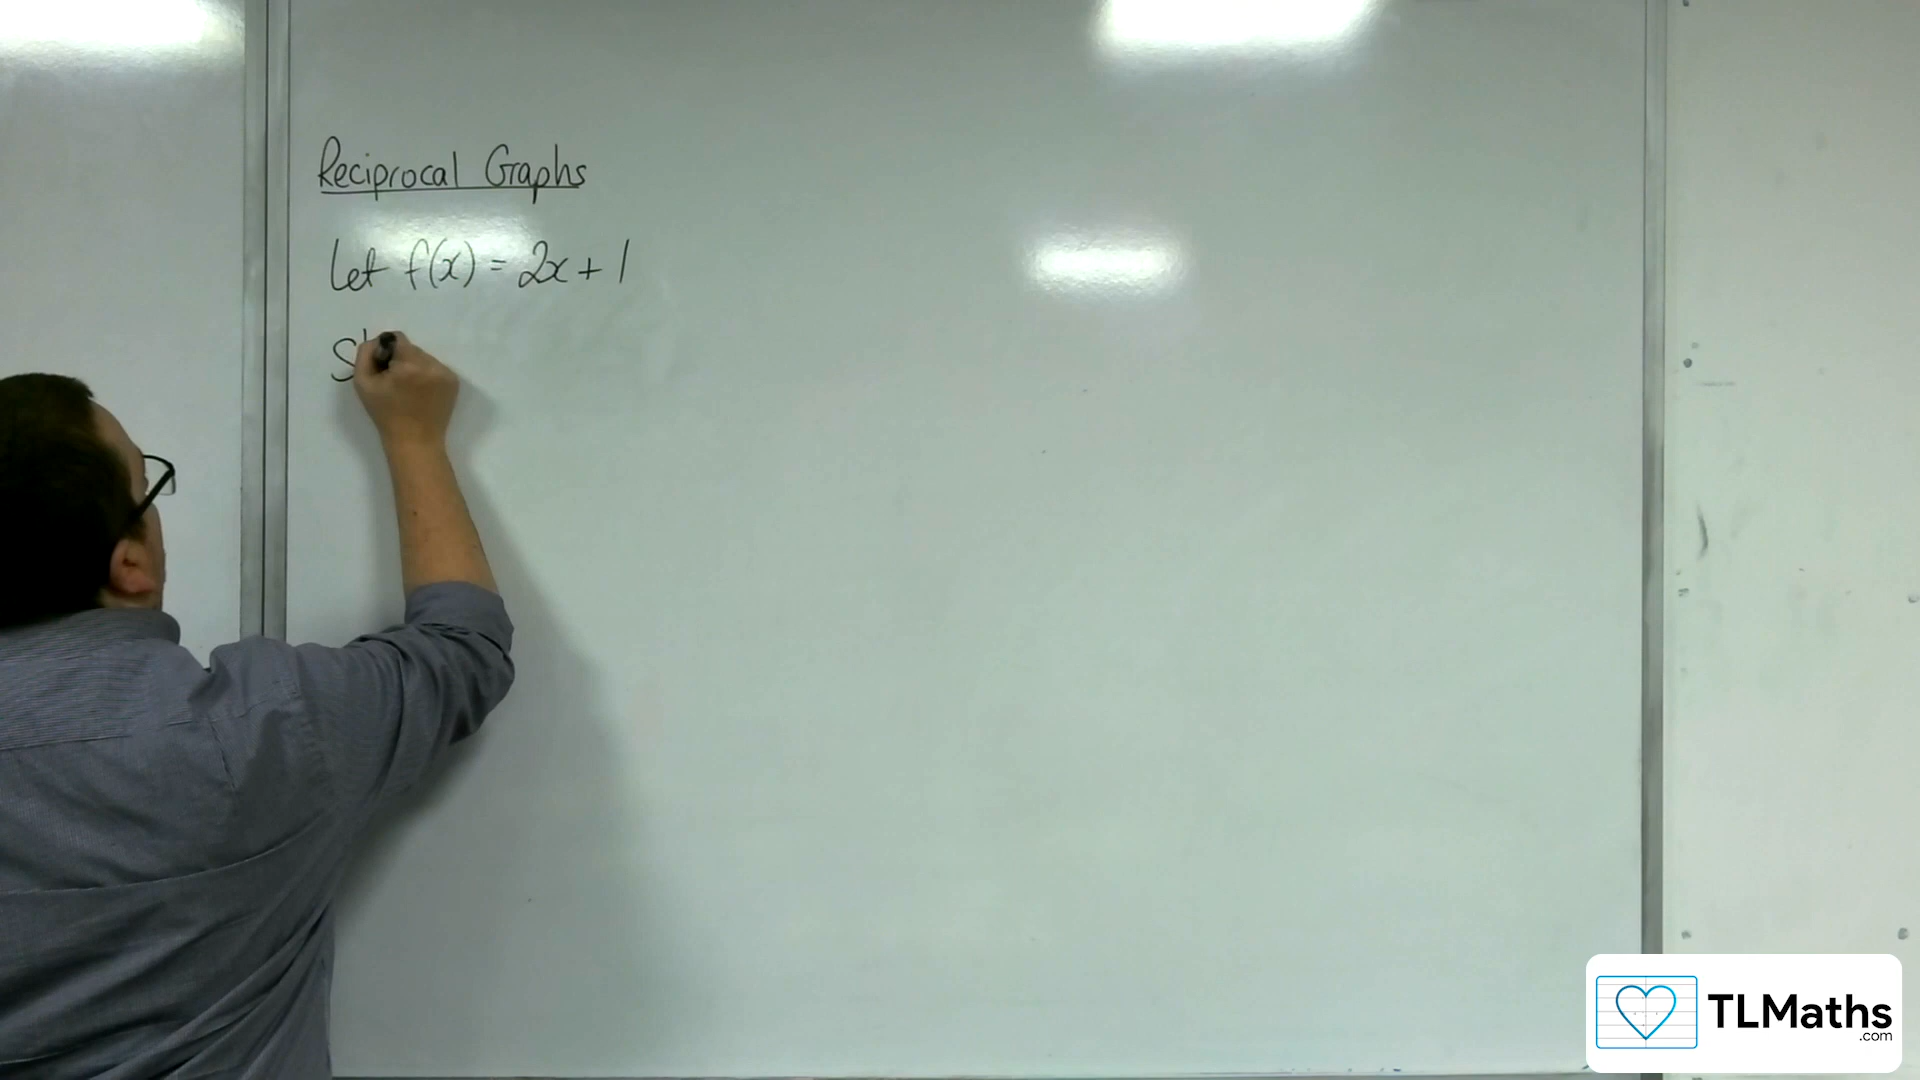 Reciprocal Graphs
Let f(x) = 2x + 1
TLMaths
.com